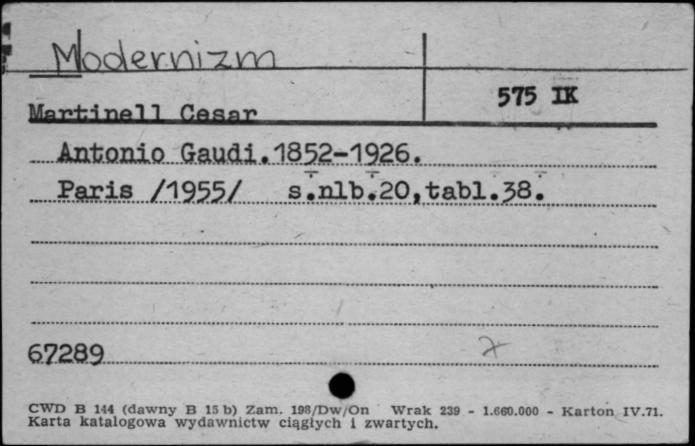 Modernizm
575 IK
Martinell Cesar
Antonio Gaudi.1852-1926.
Paris /1955/ s.nlb.20,tabl.38.
67289
CWD B 144 (dawny B 15 b) Zam. 198/Dw/On Wrak 239 - 1.660.000 - Karton IV.71.
Karta katalogowa wydawnictw ciągłych i zwartych.